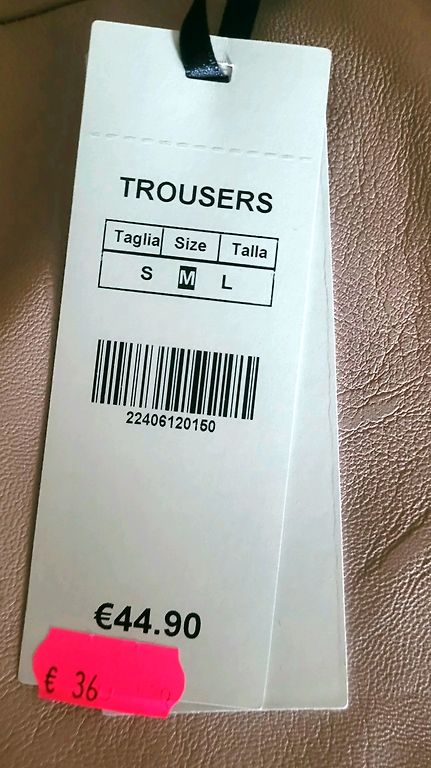 TROUSERS
Taglia Size Talla
S M L
22406120150
€44.90
€ 36